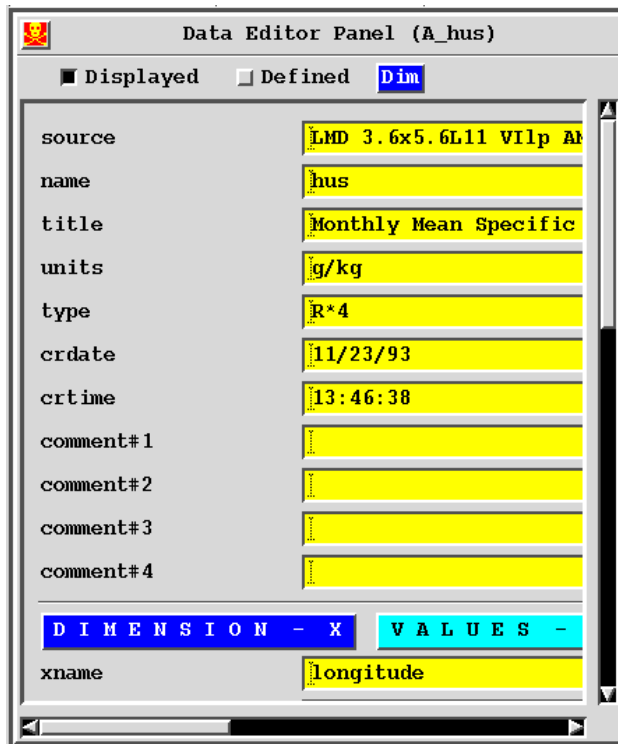 Data Editor Panel (A_hus)
Displayed Defined Dim
source LMD 3.6x5.6L11 VIlp AM
name hus
title Monthly Mean Specific
units g/kg
type R*4
crdate 11/23/93
crtime 13:46:38
comment#1
comment#2
comment#3
comment#4
D I M E N S I O N - X V A L U E S -
xname longitude